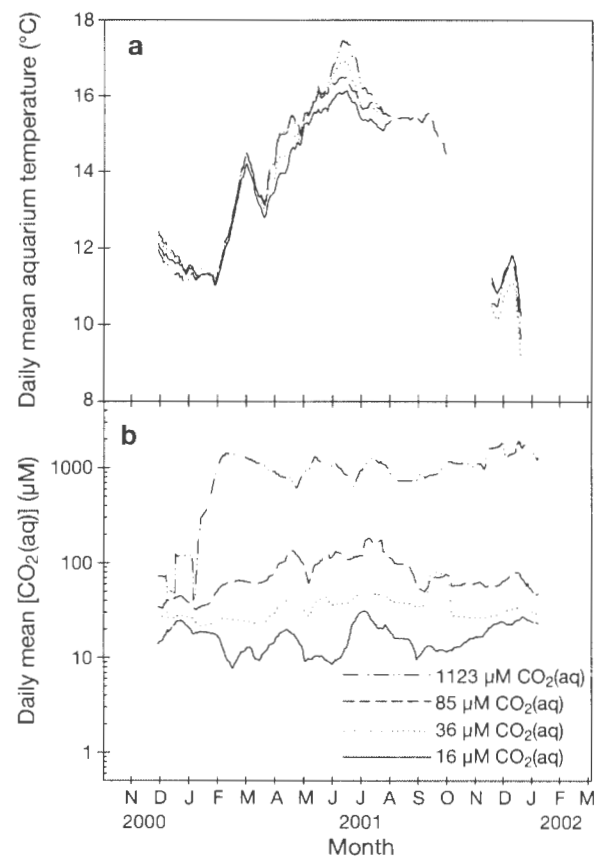 a
Daily mean aquarium temperature (°C)
18
16
14
12
10
8
b
Daily mean [CO₂(aq)] (µM)
1000
100
10
1
1123 µM CO₂(aq)
85 µM CO₂(aq)
36 µM CO₂(aq)
16 µM CO₂(aq)
N D J F M A M J J A S O N D J F M
2000 2001 2002
Month